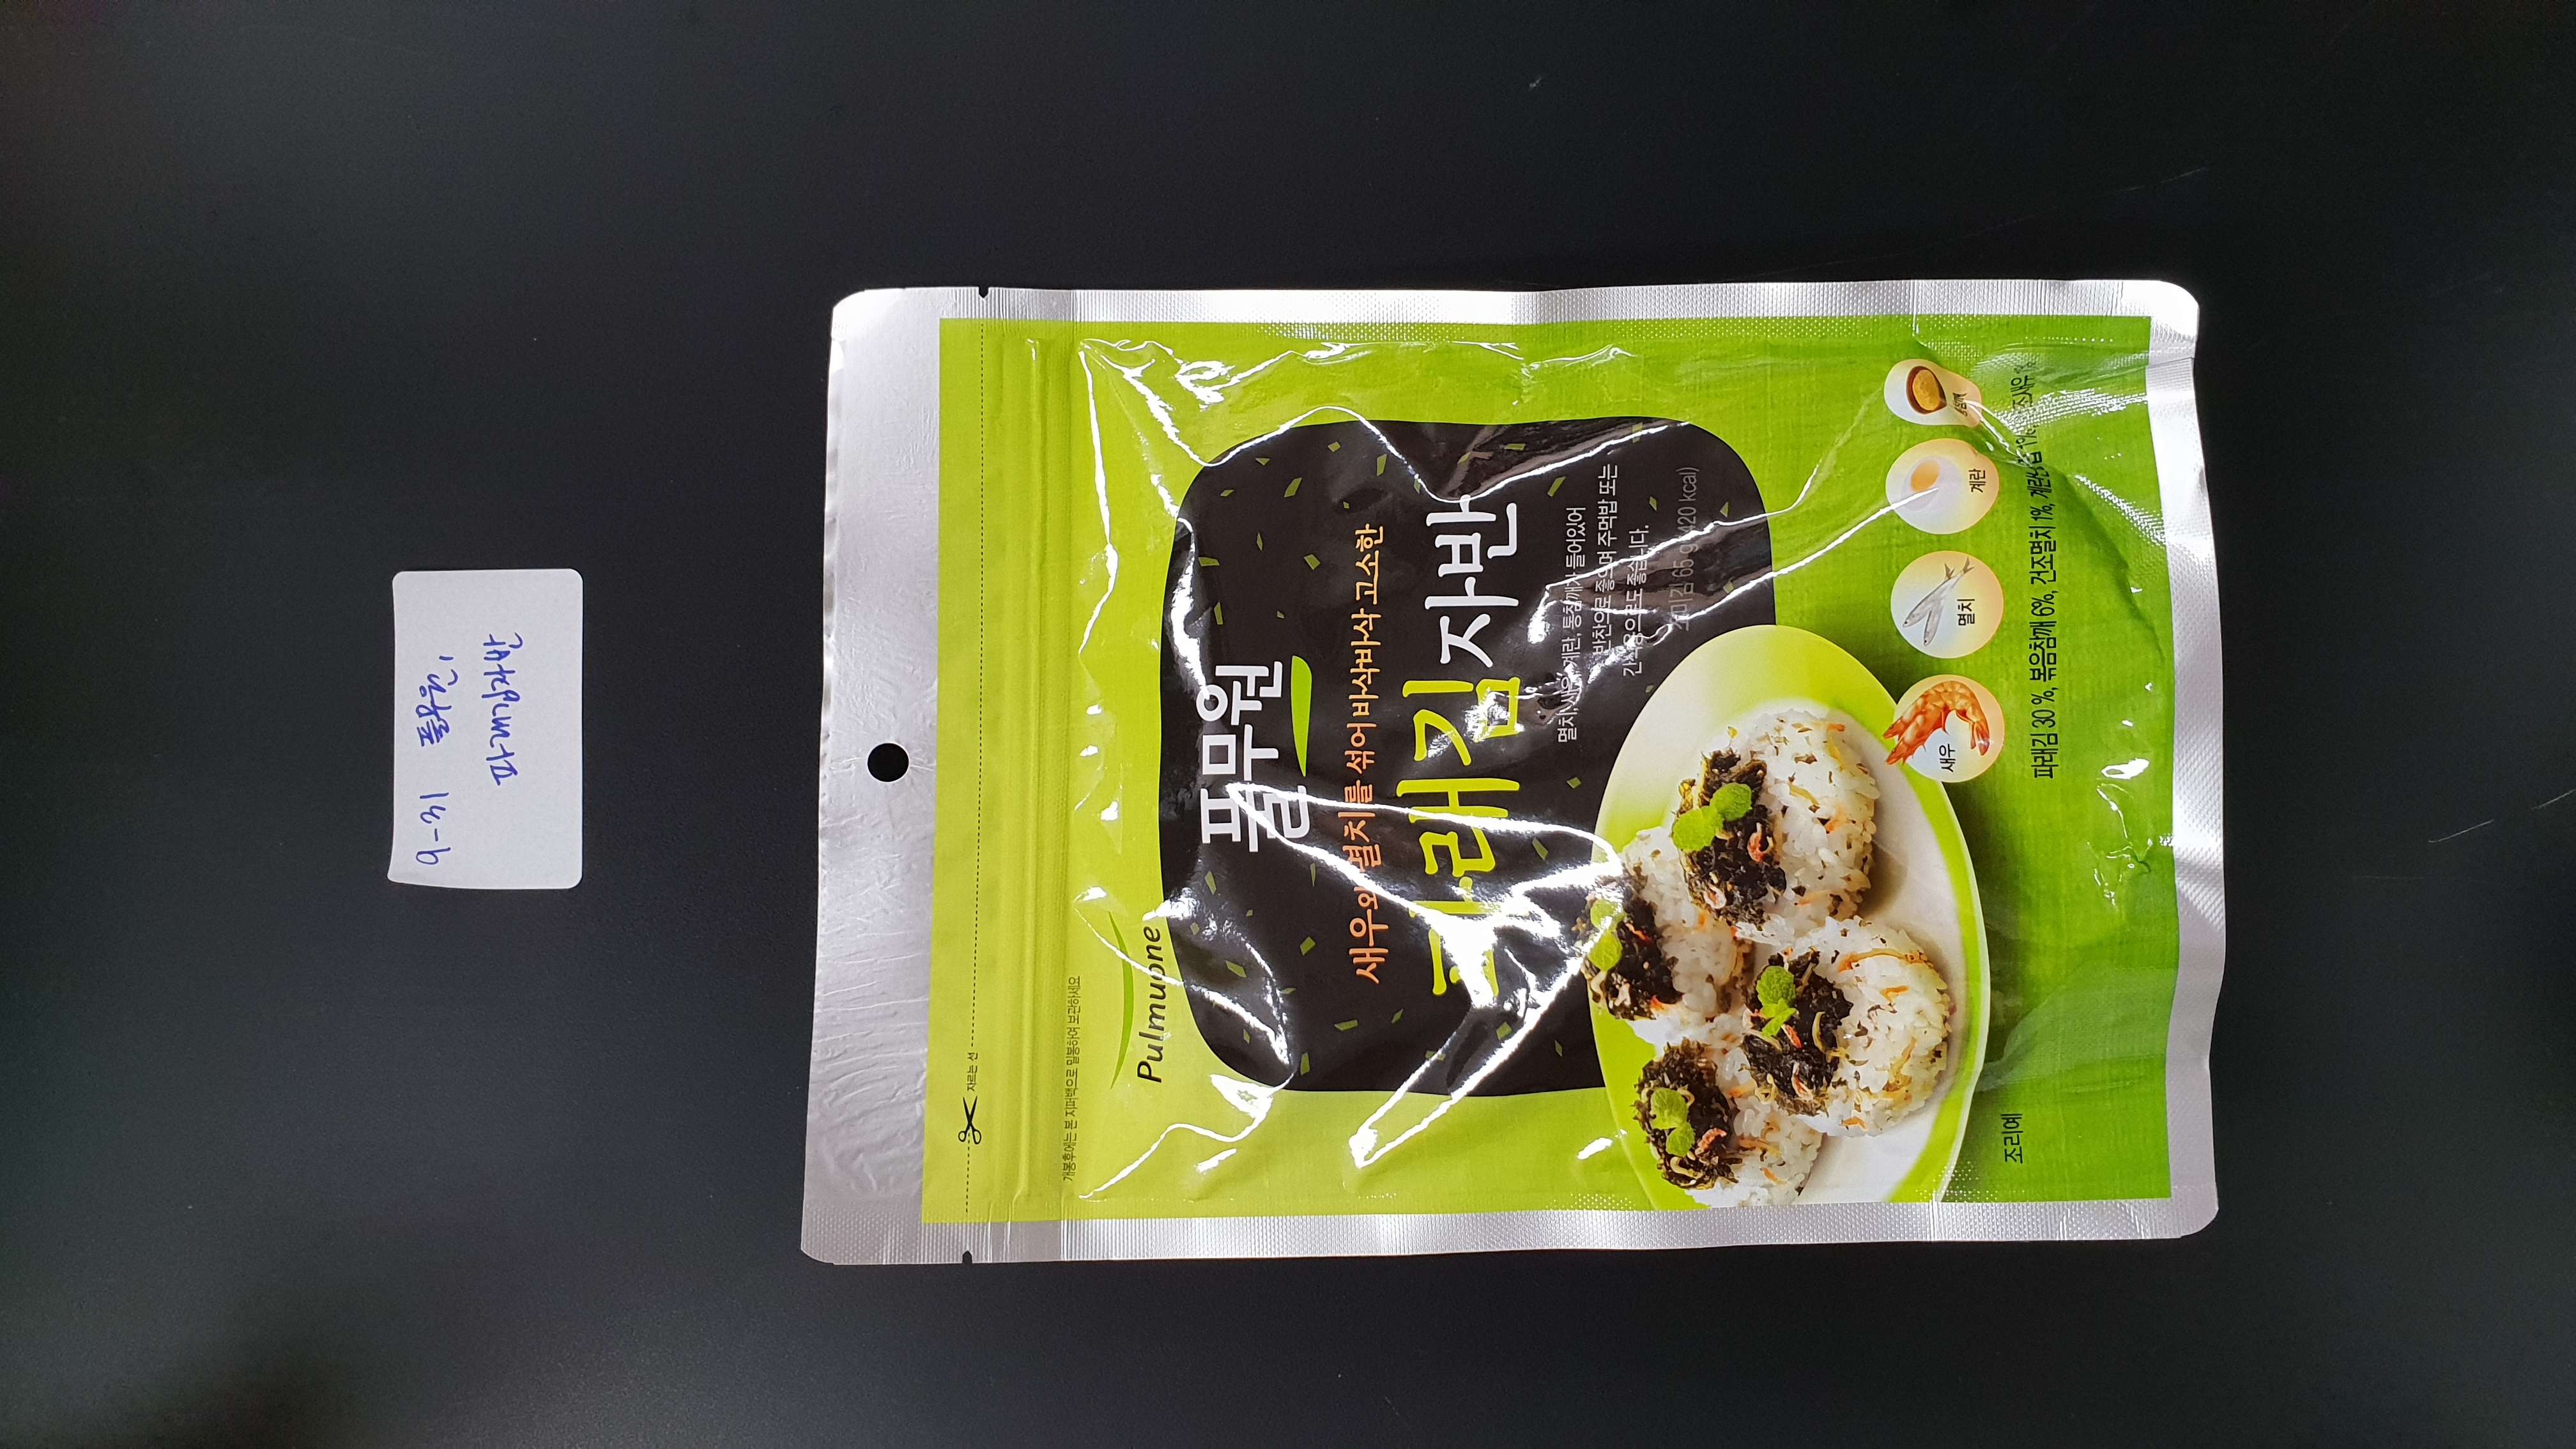 9-31 풀무원,
파래김자반
자르는 선
개봉후에는 본 지퍼백으로 밀봉하여 보관하세요
Pulmuone
풀무원
새우와 멸치를 섞어 바삭바삭 고소한
파래김자반
멸치, 새우, 계란, 통참깨가 들어있어
반찬으로 좋으며 주먹밥 또는
간식용으로도 좋습니다.
조미김 65 g (420 kcal)
새우
멸치
계란
조리예
파래김 30 %, 볶음참깨 6%, 건조멸치 1%,